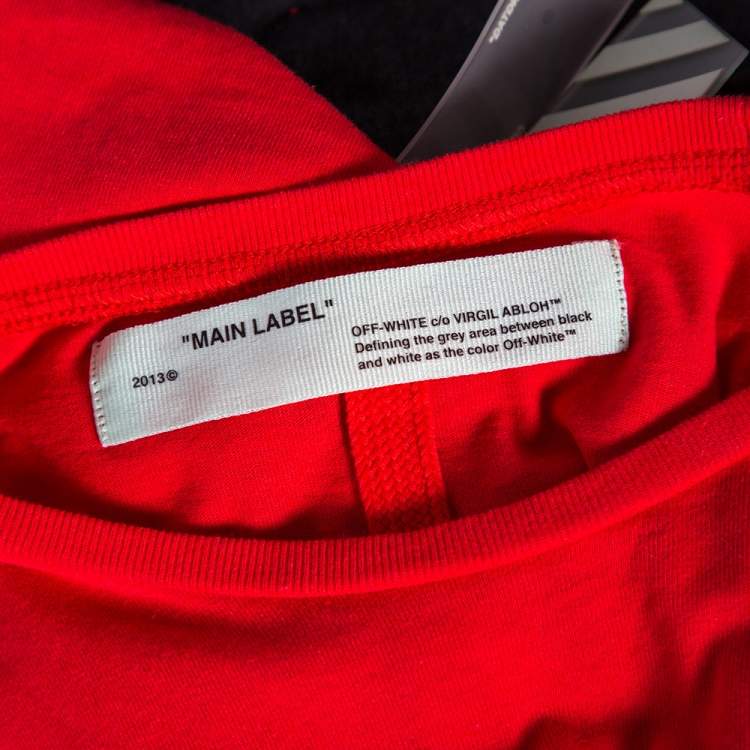 "MAIN LABEL"
2013©
OFF-WHITE c/o VIRGIL ABLOH™
Defining the grey area between black
and white as the color Off-White™